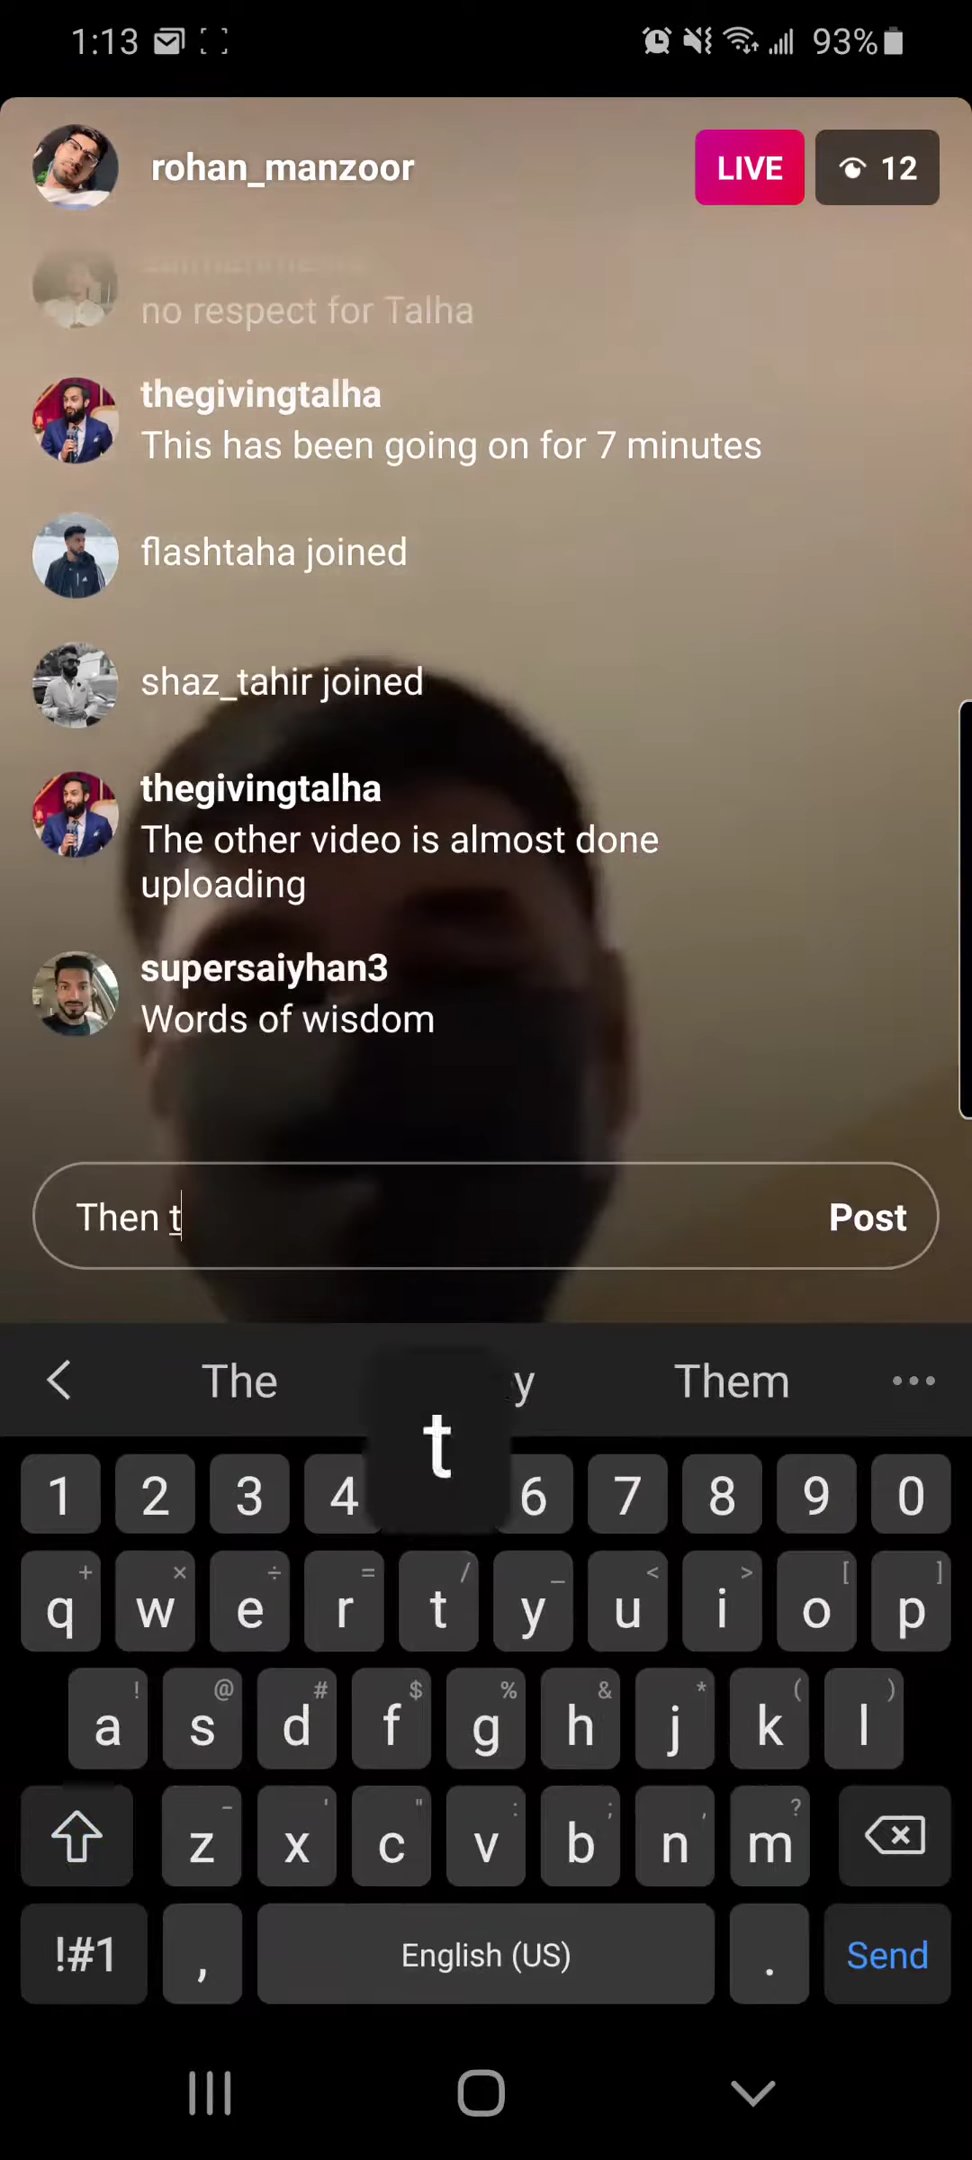 1:13 93%
rohan_manzoor LIVE 12
no respect for Talha
thegivingtalha
This has been going on for 7 minutes
flashtaha joined
shaz_tahir joined
thegivingtalha
The other video is almost done
uploading
supersaiyhan3
Words of wisdom
Then t Post
The y Them
t
1 2 3 4 6 7 8 9 0
+ × ÷ = / _ < > [ ]
q w e r t y u i o p
! @ # $ % & * ( )
a s d f g h j k l
- ' " : ; , ?
z x c v b n m
!#1 , English (US) . Send